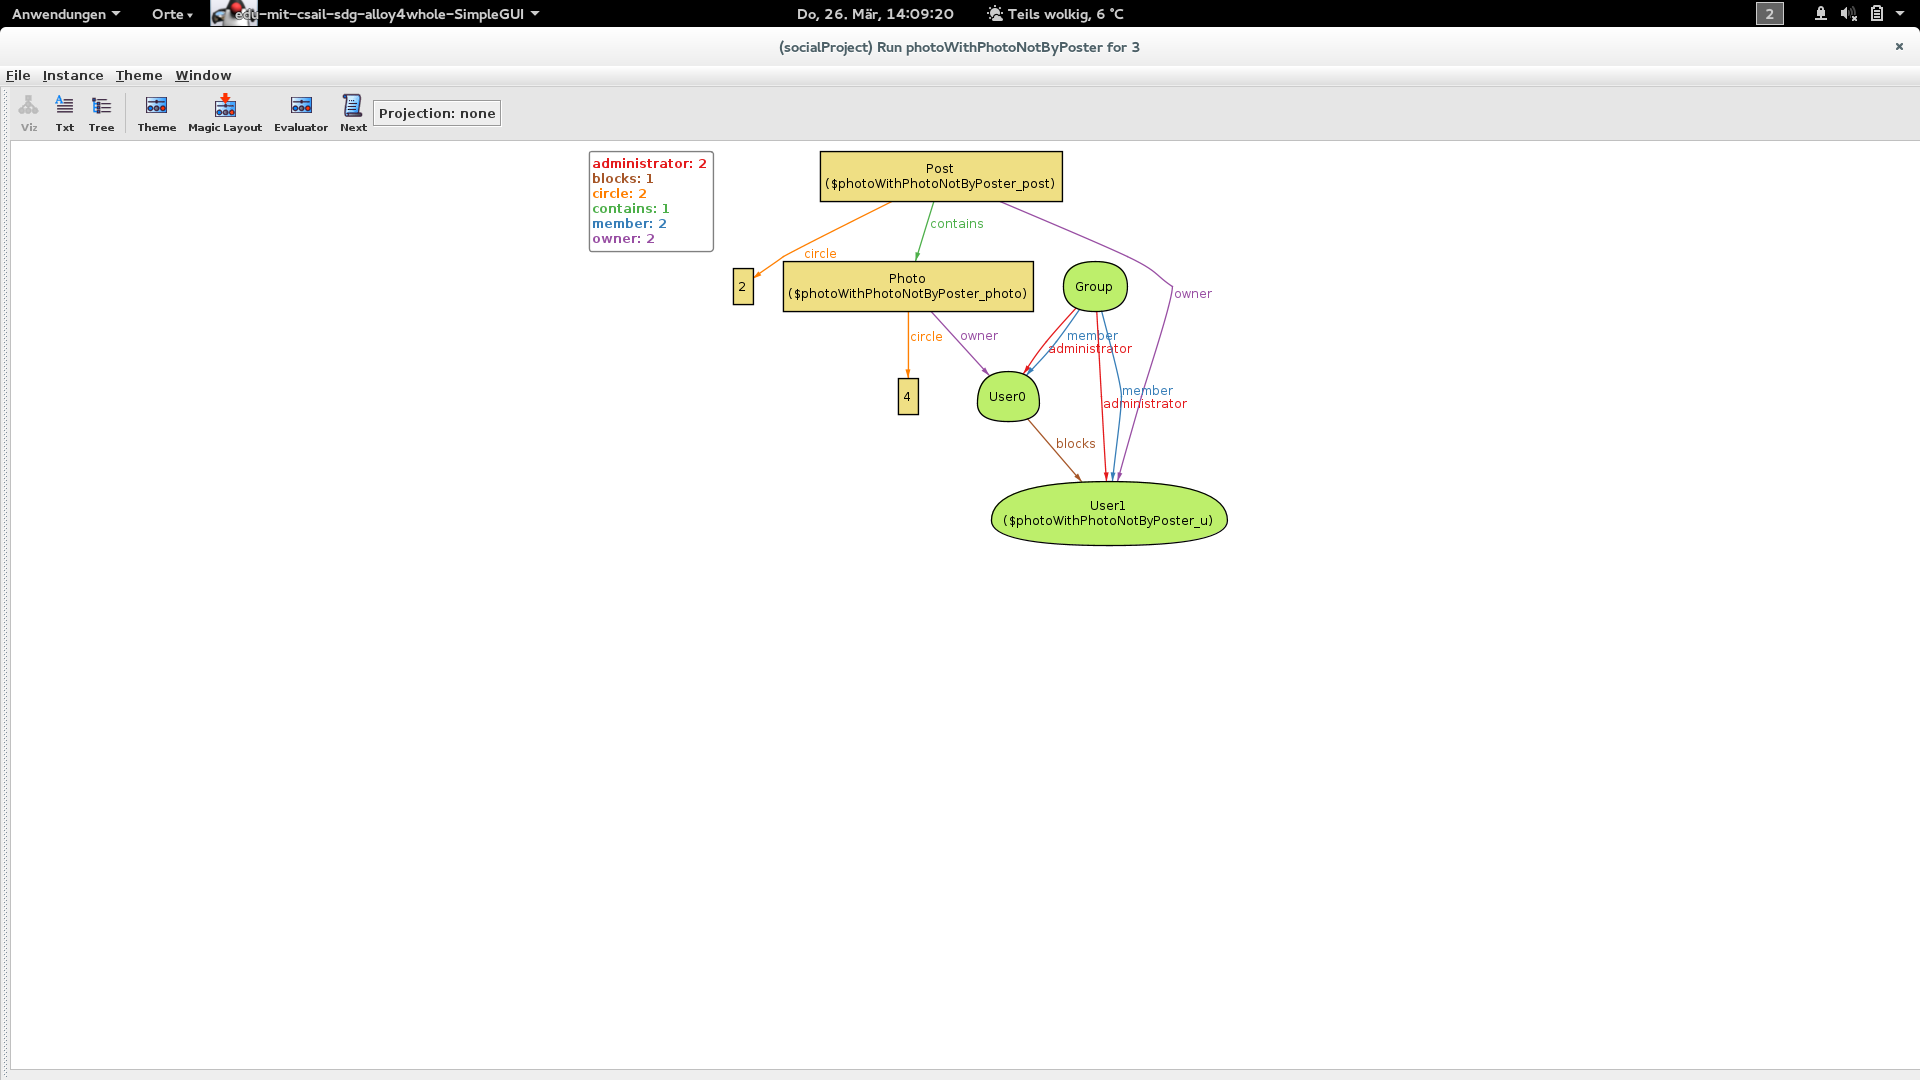 Anwendungen Orte edu-mit-csail-sdg-alloy4whole-SimpleGUI Do, 26. Mär, 14:09:20 Teils wolkig, 6 °C 2
(socialProject) Run photoWithPhotoNotByPoster for 3 ×
File Instance Theme Window
Viz Txt Tree Theme Magic Layout Evaluator Next Projection: none
administrator: 2
blocks: 1
circle: 2
contains: 1
member: 2
owner: 2
Post
($photoWithPhotoNotByPoster_post)
contains
circle
owner
2
Photo
($photoWithPhotoNotByPoster_photo)
Group
circle
owner
member
administrator
4
User0
member
administrator
blocks
User1
($photoWithPhotoNotByPoster_u)